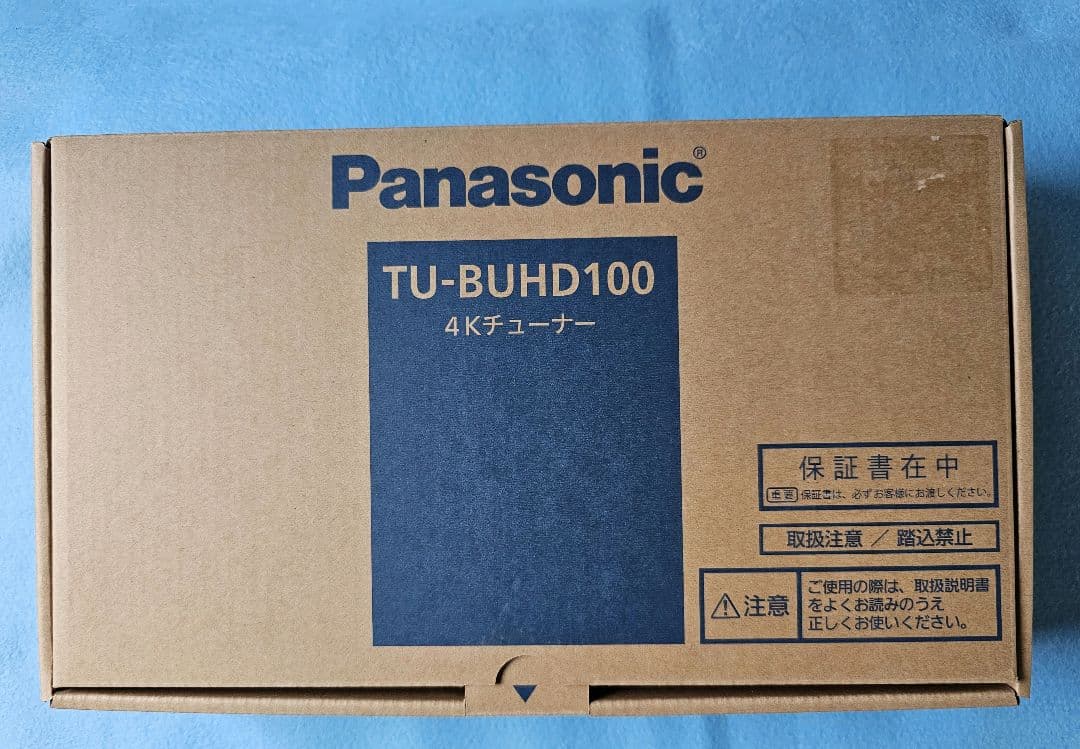 Panasonic®
TU-BUHD100
4Kチューナー
保証書在中
重要 保証書は、必ずお客様にお渡しください。
取扱注意 / 踏込禁止
注意
ご使用の際は、取扱説明書
をよくお読みのうえ
正しくお使いください。